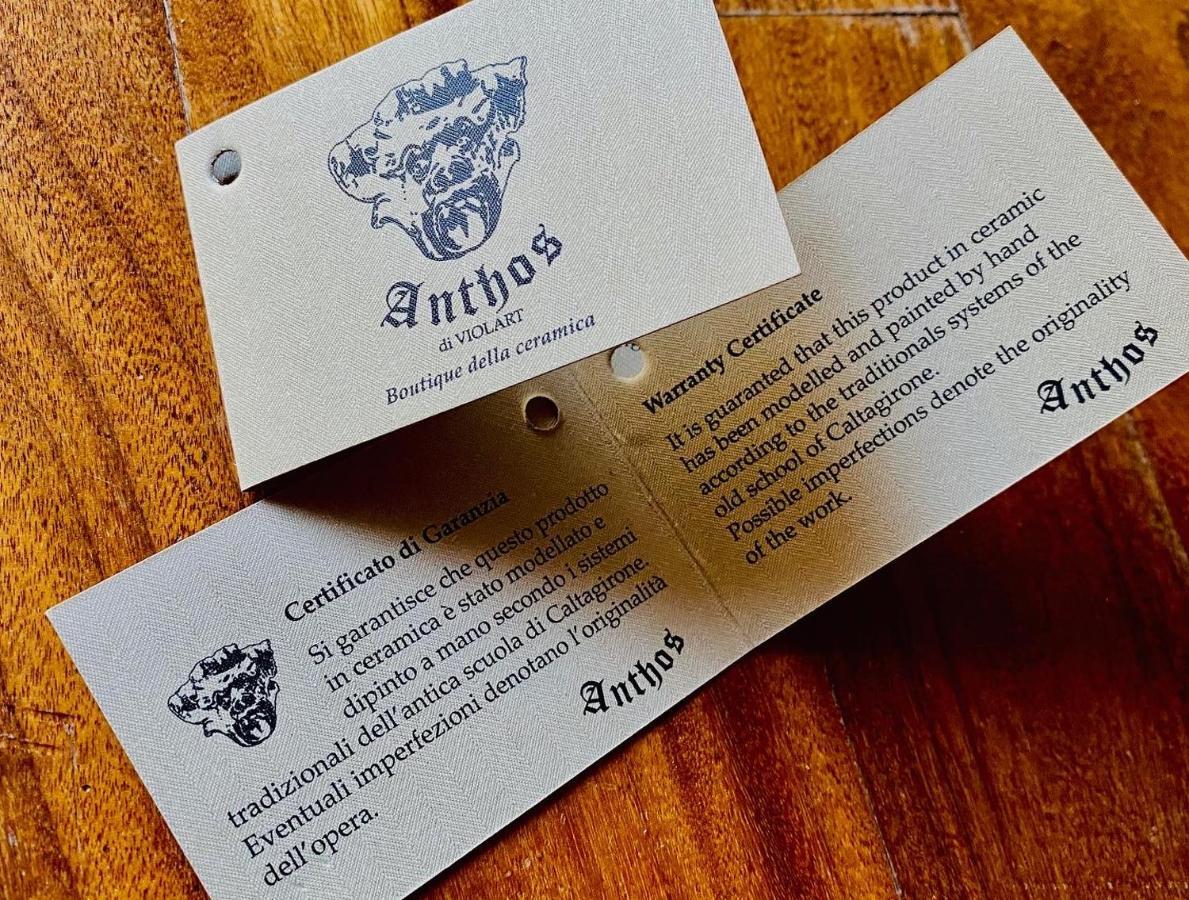 Anthos
di VIOLART
Boutique della ceramica
Certificato di Garanzia
Si garantisce che questo prodotto
in ceramica è stato modellato e
dipinto a mano secondo i sistemi
tradizionali dell'antica scuola di Caltagirone.
Eventuali imperfezioni denotano l'originalità
dell'opera.
Anthos
Warranty Certificate
It is guaranted that this product in ceramic
has been modelled and painted by hand
according to the traditionals systems of the
old school of Caltagirone.
Possible imperfections denote the originality
of the work.
Anthos